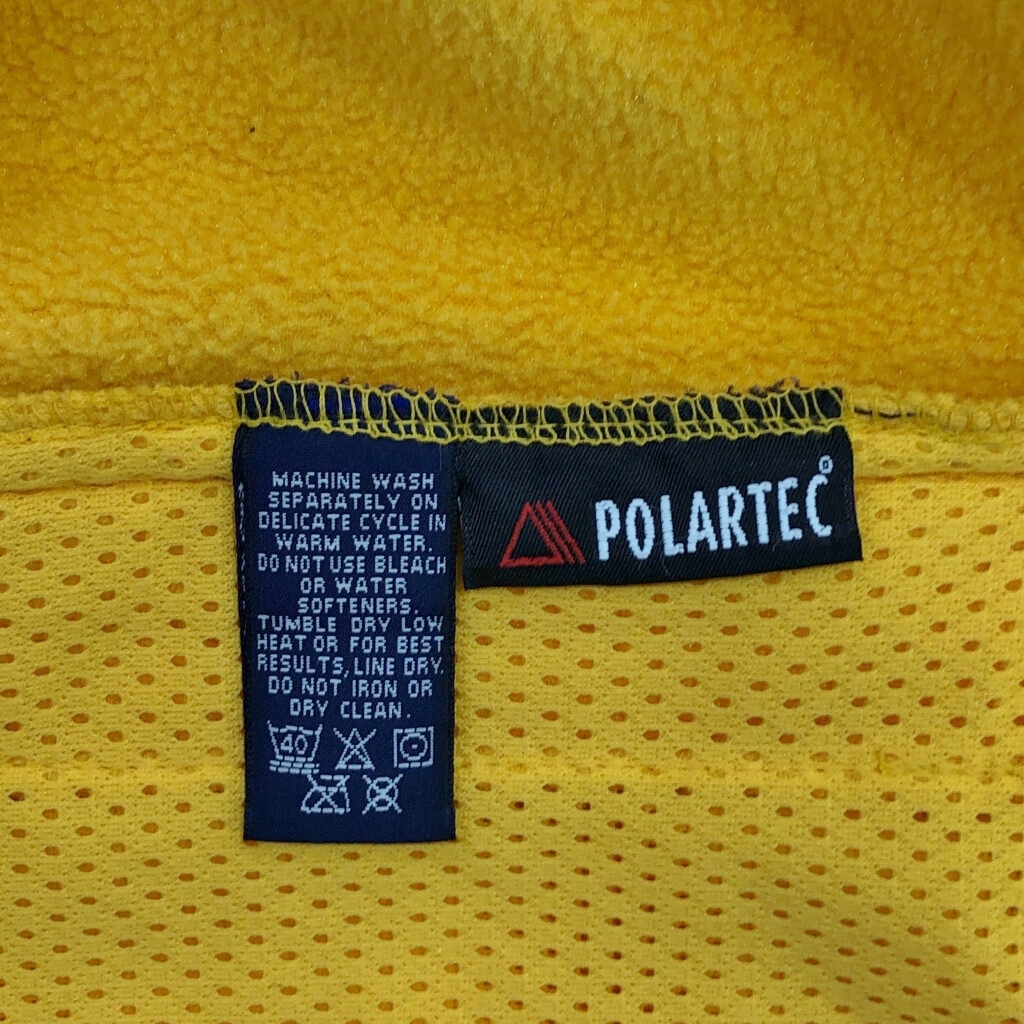 MACHINE WASH
SEPARATELY ON
DELICATE CYCLE IN
WARM WATER.
DO NOT USE BLEACH
OR WATER
SOFTENERS.
TUMBLE DRY LOW
HEAT OR FOR BEST
RESULTS, LINE DRY.
DO NOT IRON OR
DRY CLEAN.
40
POLARTEC®